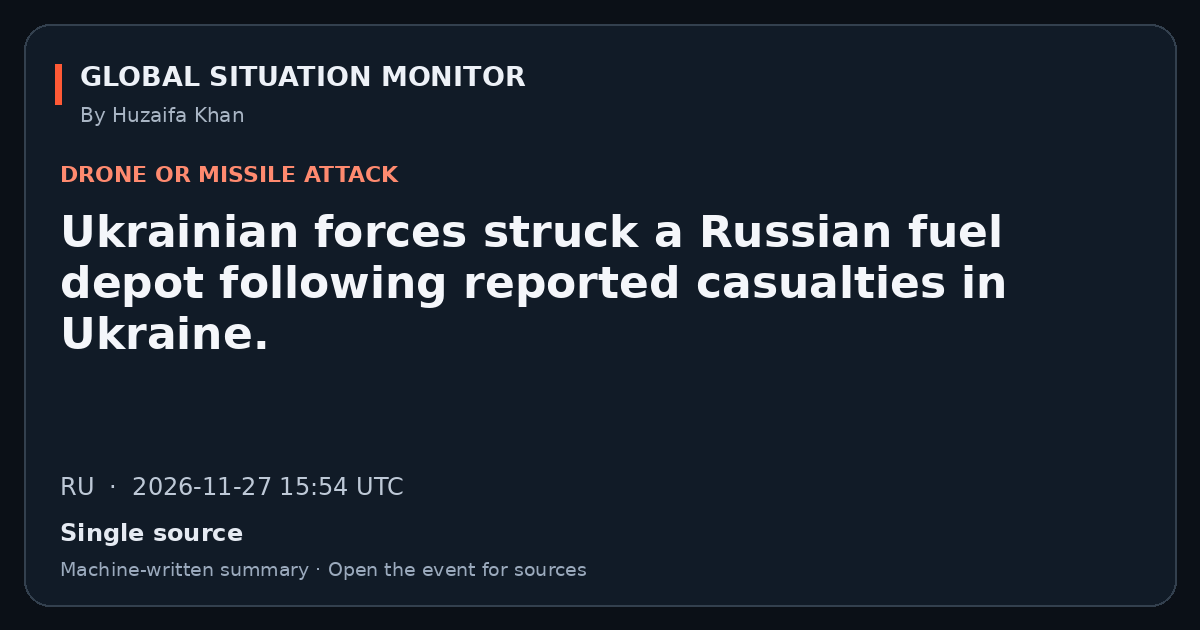 GLOBAL SITUATION MONITOR
By Huzaifa Khan
DRONE OR MISSILE ATTACK
Ukrainian forces struck a Russian fuel
depot following reported casualties in
Ukraine.
RU · 2026-11-27 15:54 UTC
Single source
Machine-written summary · Open the event for sources